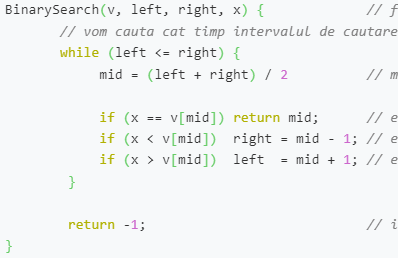 BinarySearch(v, left, right, x) { // f
// vom cauta cat timp intervalul de cautare
while (left <= right) {
mid = (left + right) / 2 // m
if (x == v[mid]) return mid; // e
if (x < v[mid]) right = mid - 1; // e
if (x > v[mid]) left = mid + 1; // e
}
return -1; // i
}